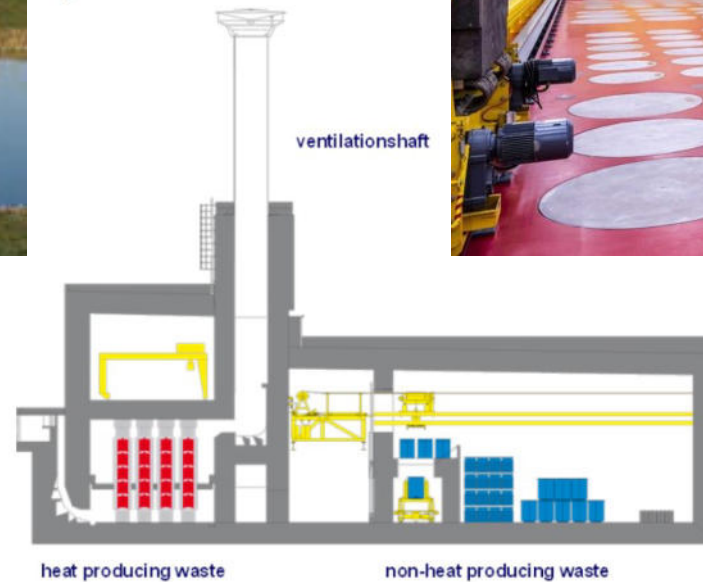 ventilationshaft
heat producing waste
non-heat producing waste